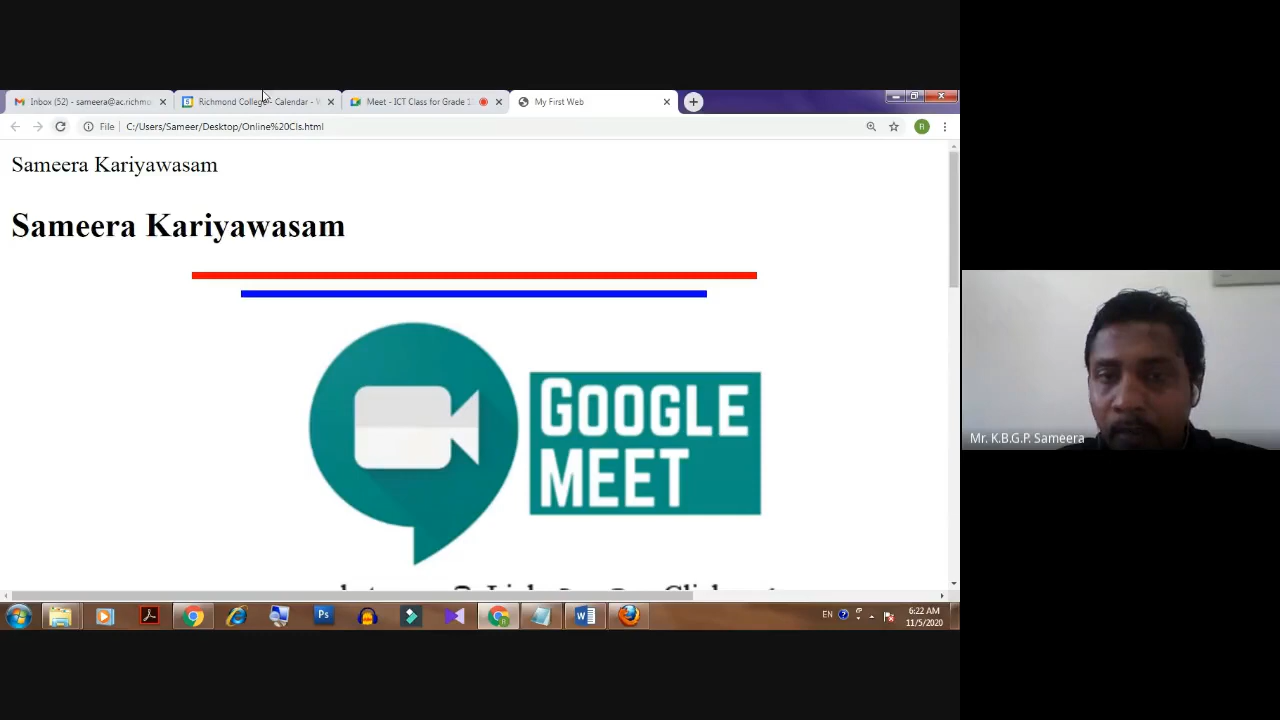 Inbox (52) - sameera@ac.richmo
Richmond College - Calendar -
Meet - ICT Class for Grade 1
My First Web
File
C:/Users/Sameer/Desktop/Online%20Cls.html
R
Sameera Kariyawasam
Sameera Kariyawasam
GOOGLE
MEET
Mr. K.B.G.P. Sameera
Ps
W
EN
6:22 AM
11/5/2020